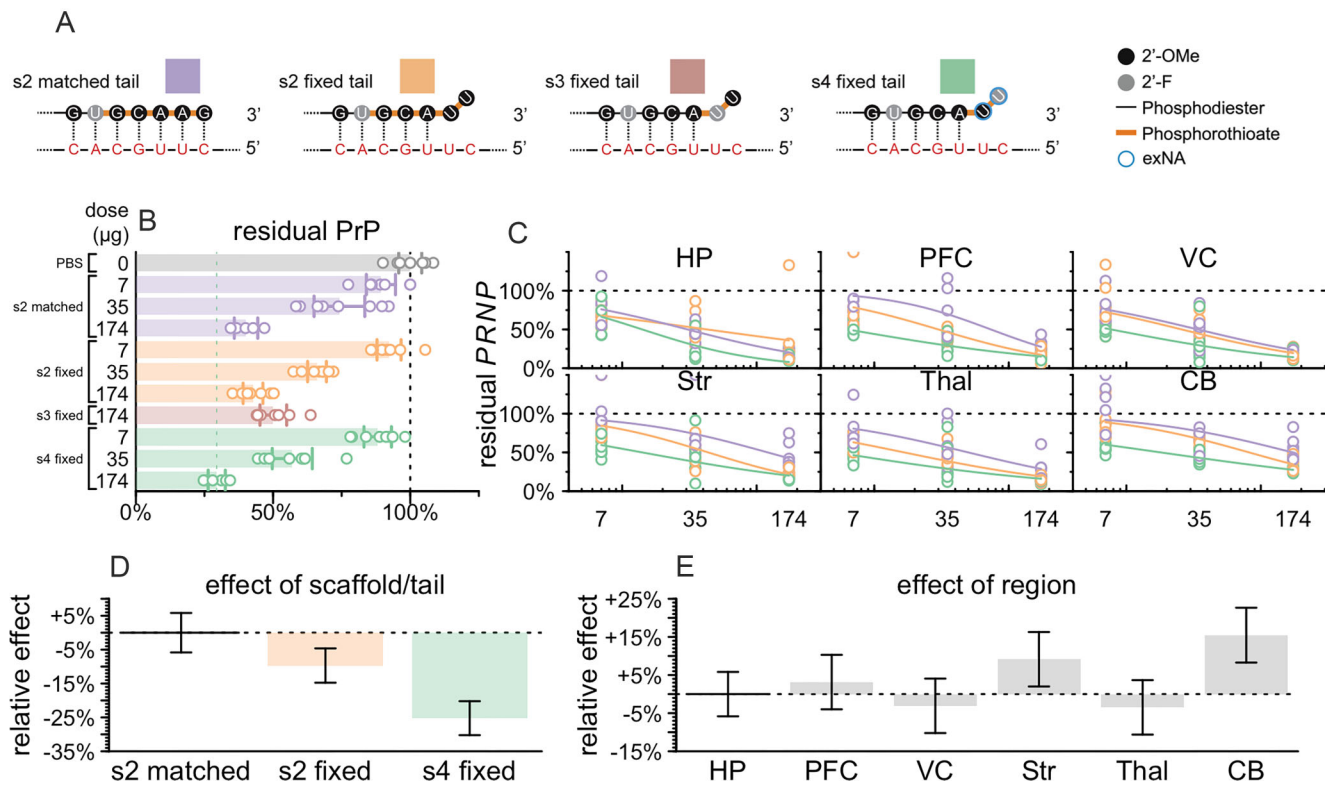 A
s2 matched tail
s2 fixed tail
s3 fixed tail
s4 fixed tail
2'-OMe
2'-F
Phosphodiester
Phosphorothioate
exNA
G U G C A A G 3'
C A C G U U C 5'
G U G C A U U 3'
C A C G U U C 5'
G U G C A U U 3'
C A C G U U C 5'
G U G C A U U 3'
C A C G U U C 5'
dose
(µg)
B
residual PrP
PBS 0
s2 matched
7
35
174
s2 fixed
7
35
174
s3 fixed 174
s4 fixed
7
35
174
0% 50% 100%
C
residual PRNP
HP PFC VC
100%
50%
0%
Str Thal CB
100%
50%
0%
7 35 174 7 35 174 7 35 174
D
effect of scaffold/tail
relative effect
+5%
-5%
-15%
-25%
-35%
s2 matched s2 fixed s4 fixed
E
effect of region
relative effect
+25%
+15%
+5%
-5%
-15%
HP PFC VC Str Thal CB